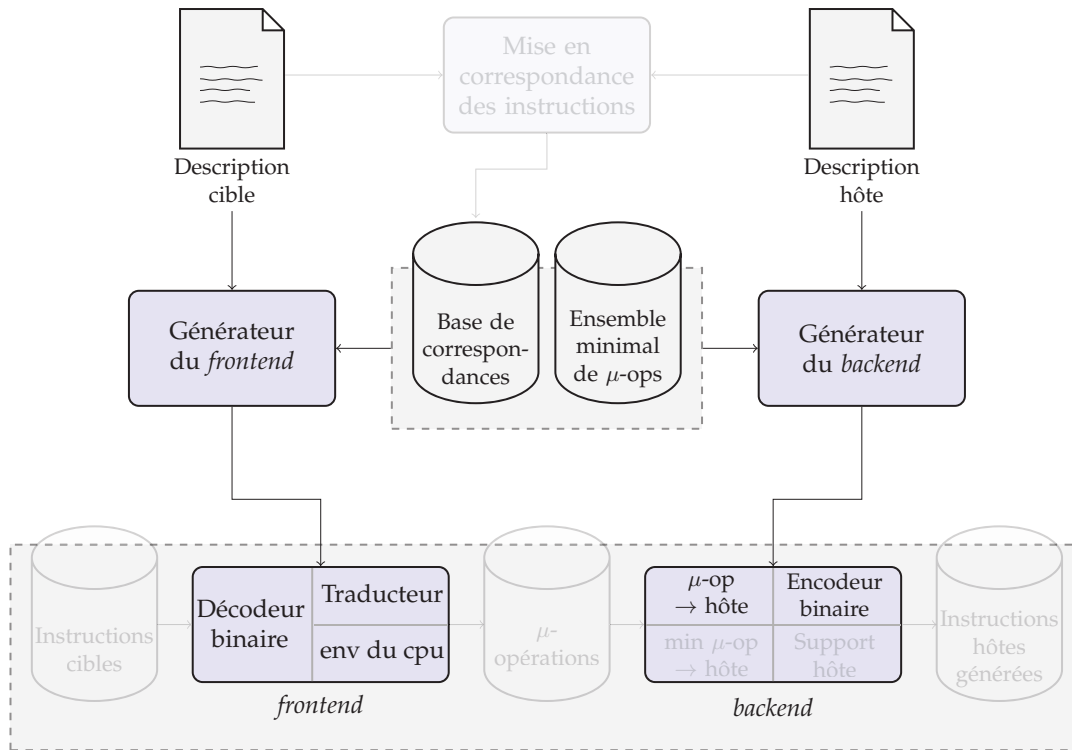 Mise en
correspondance
des instructions
Description
cible
Description
hôte
Générateur
du frontend
Base de
correspon-
dances
Ensemble
minimal
de μ-ops
Générateur
du backend
Instructions
cibles
Décodeur
binaire
Traducteur
env du cpu
frontend
μ-
opérations
μ-op
→ hôte
Encodeur
binaire
min μ-op
→ hôte
Support
hôte
backend
Instructions
hôtes
générées